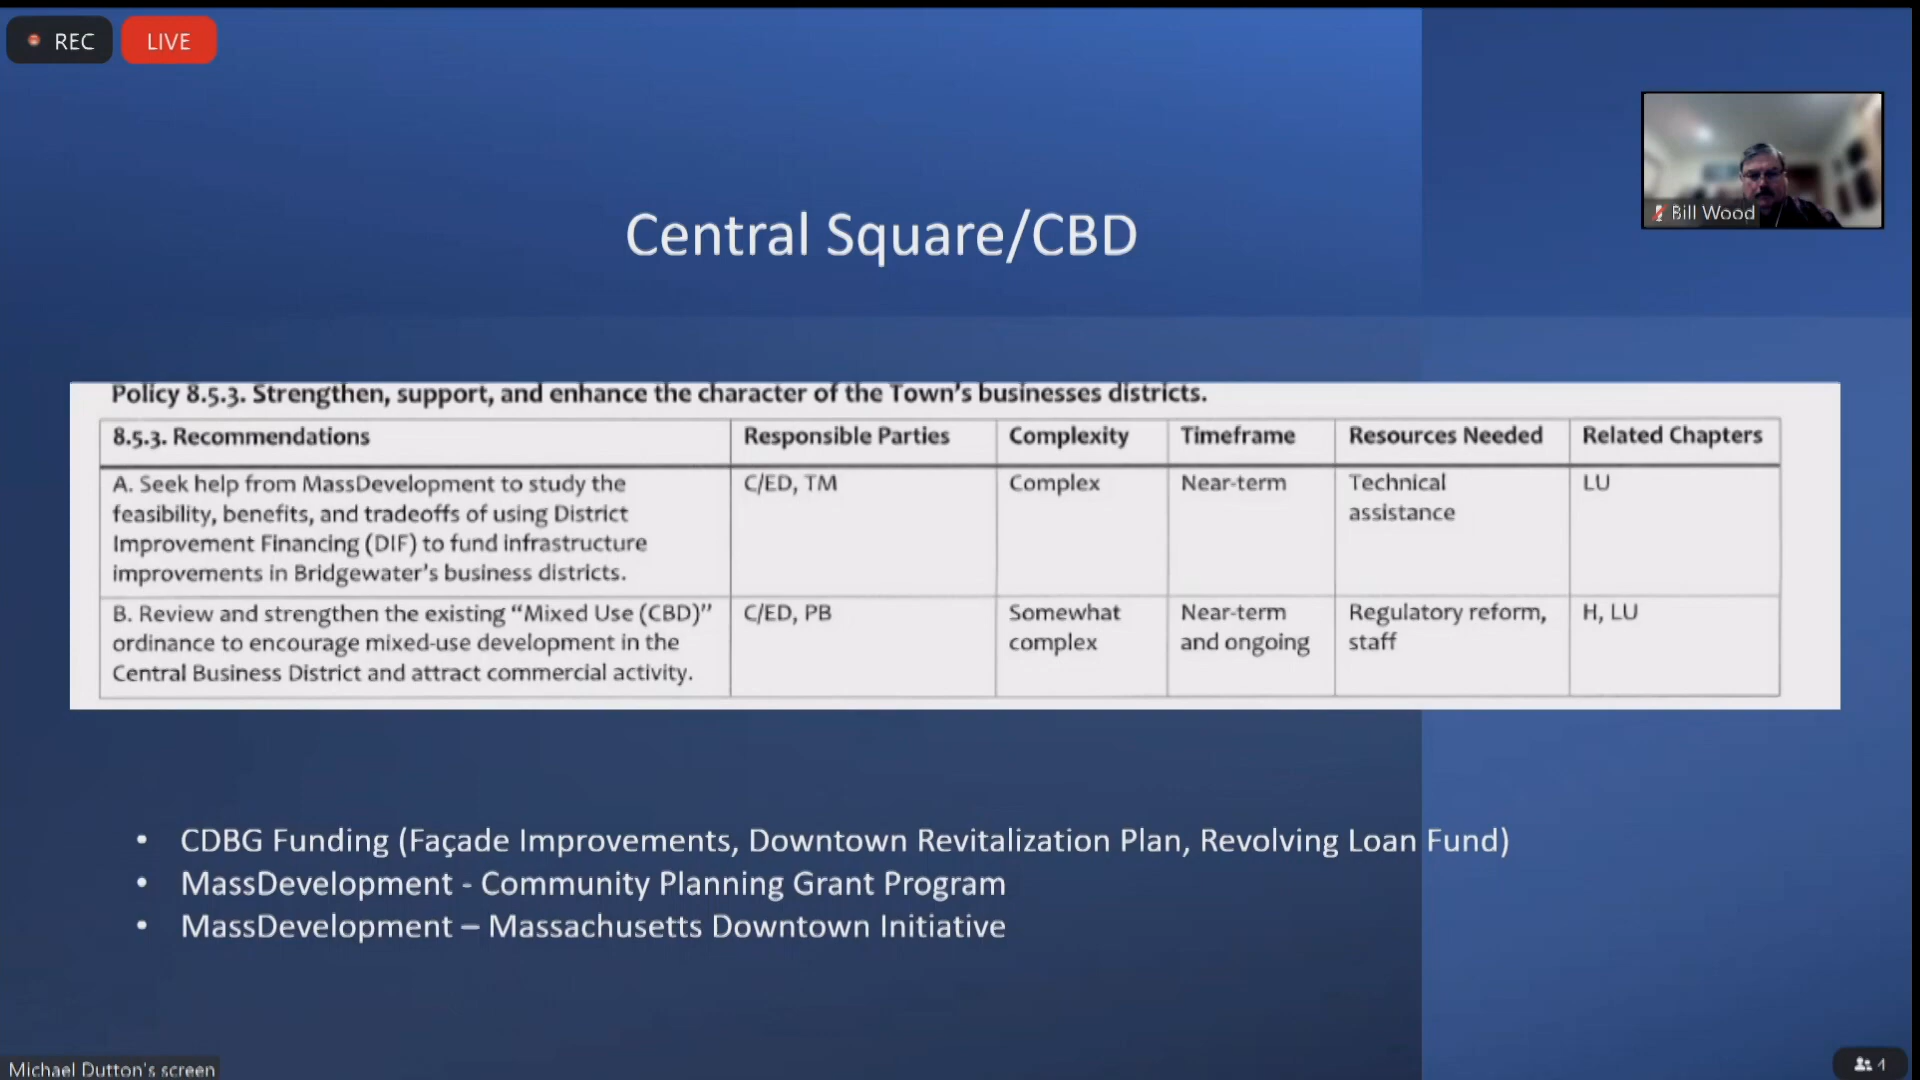 REC LIVE
Bill Wood
Central Square/CBD
Policy 8.5.3. Strengthen, support, and enhance the character of the Town's businesses districts.
8.5.3. Recommendations Responsible Parties Complexity Timeframe Resources Needed Related Chapters
A. Seek help from MassDevelopment to study the C/ED, TM Complex Near-term Technical LU
feasibility, benefits, and tradeoffs of using District assistance
Improvement Financing (DIF) to fund infrastructure
improvements in Bridgewater's business districts.
B. Review and strengthen the existing “Mixed Use (CBD)” C/ED, PB Somewhat Near-term Regulatory reform, H, LU
ordinance to encourage mixed-use development in the complex and ongoing staff
Central Business District and attract commercial activity.
• CDBG Funding (Façade Improvements, Downtown Revitalization Plan, Revolving Loan Fund)
• MassDevelopment - Community Planning Grant Program
• MassDevelopment – Massachusetts Downtown Initiative
Michael Dutton's screen
4